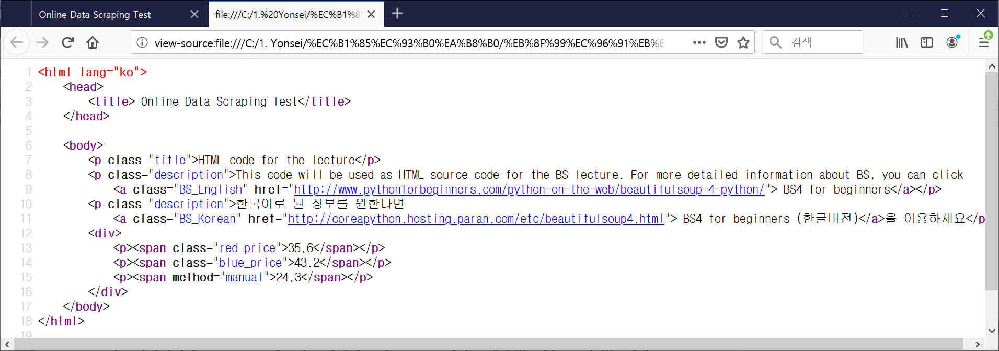 Online Data Scraping Test
file:///C:/1.%20Yonsei/%EC%B1%85
view-source:file:///C:/1. Yonsei/%EC%B1%85%EC%93%B0%EA%B8%B0/%EB%8F%99%EC%96%91%EB%B
검색
1 <html lang="ko">
2 <head>
3 <title> Online Data Scraping Test</title>
4 </head>
5
6 <body>
7 <p class="title">HTML code for the lecture</p>
8 <p class="description">This code will be used as HTML source code for the BS lecture. For more detailed information about BS, you can click
9 <a class="BS_English" href="http://www.pythonforbeginners.com/python-on-the-web/beautifulsoup-4-python/"> BS4 for beginners</a></p>
10 <p class="description">한국어로 된 정보를 원한다면
11 <a class="BS_Korean" href="http://coreapython.hosting.paran.com/etc/beautifulsoup4.html"> BS4 for beginners (한글버전)</a>을 이용하세요</p
12 <div>
13 <p><span class="red_price">35.6</span></p>
14 <p><span class="blue_price">43.2</span></p>
15 <p><span method="manual">24.3</span></p>
16 </div>
17 </body>
18 </html>
19